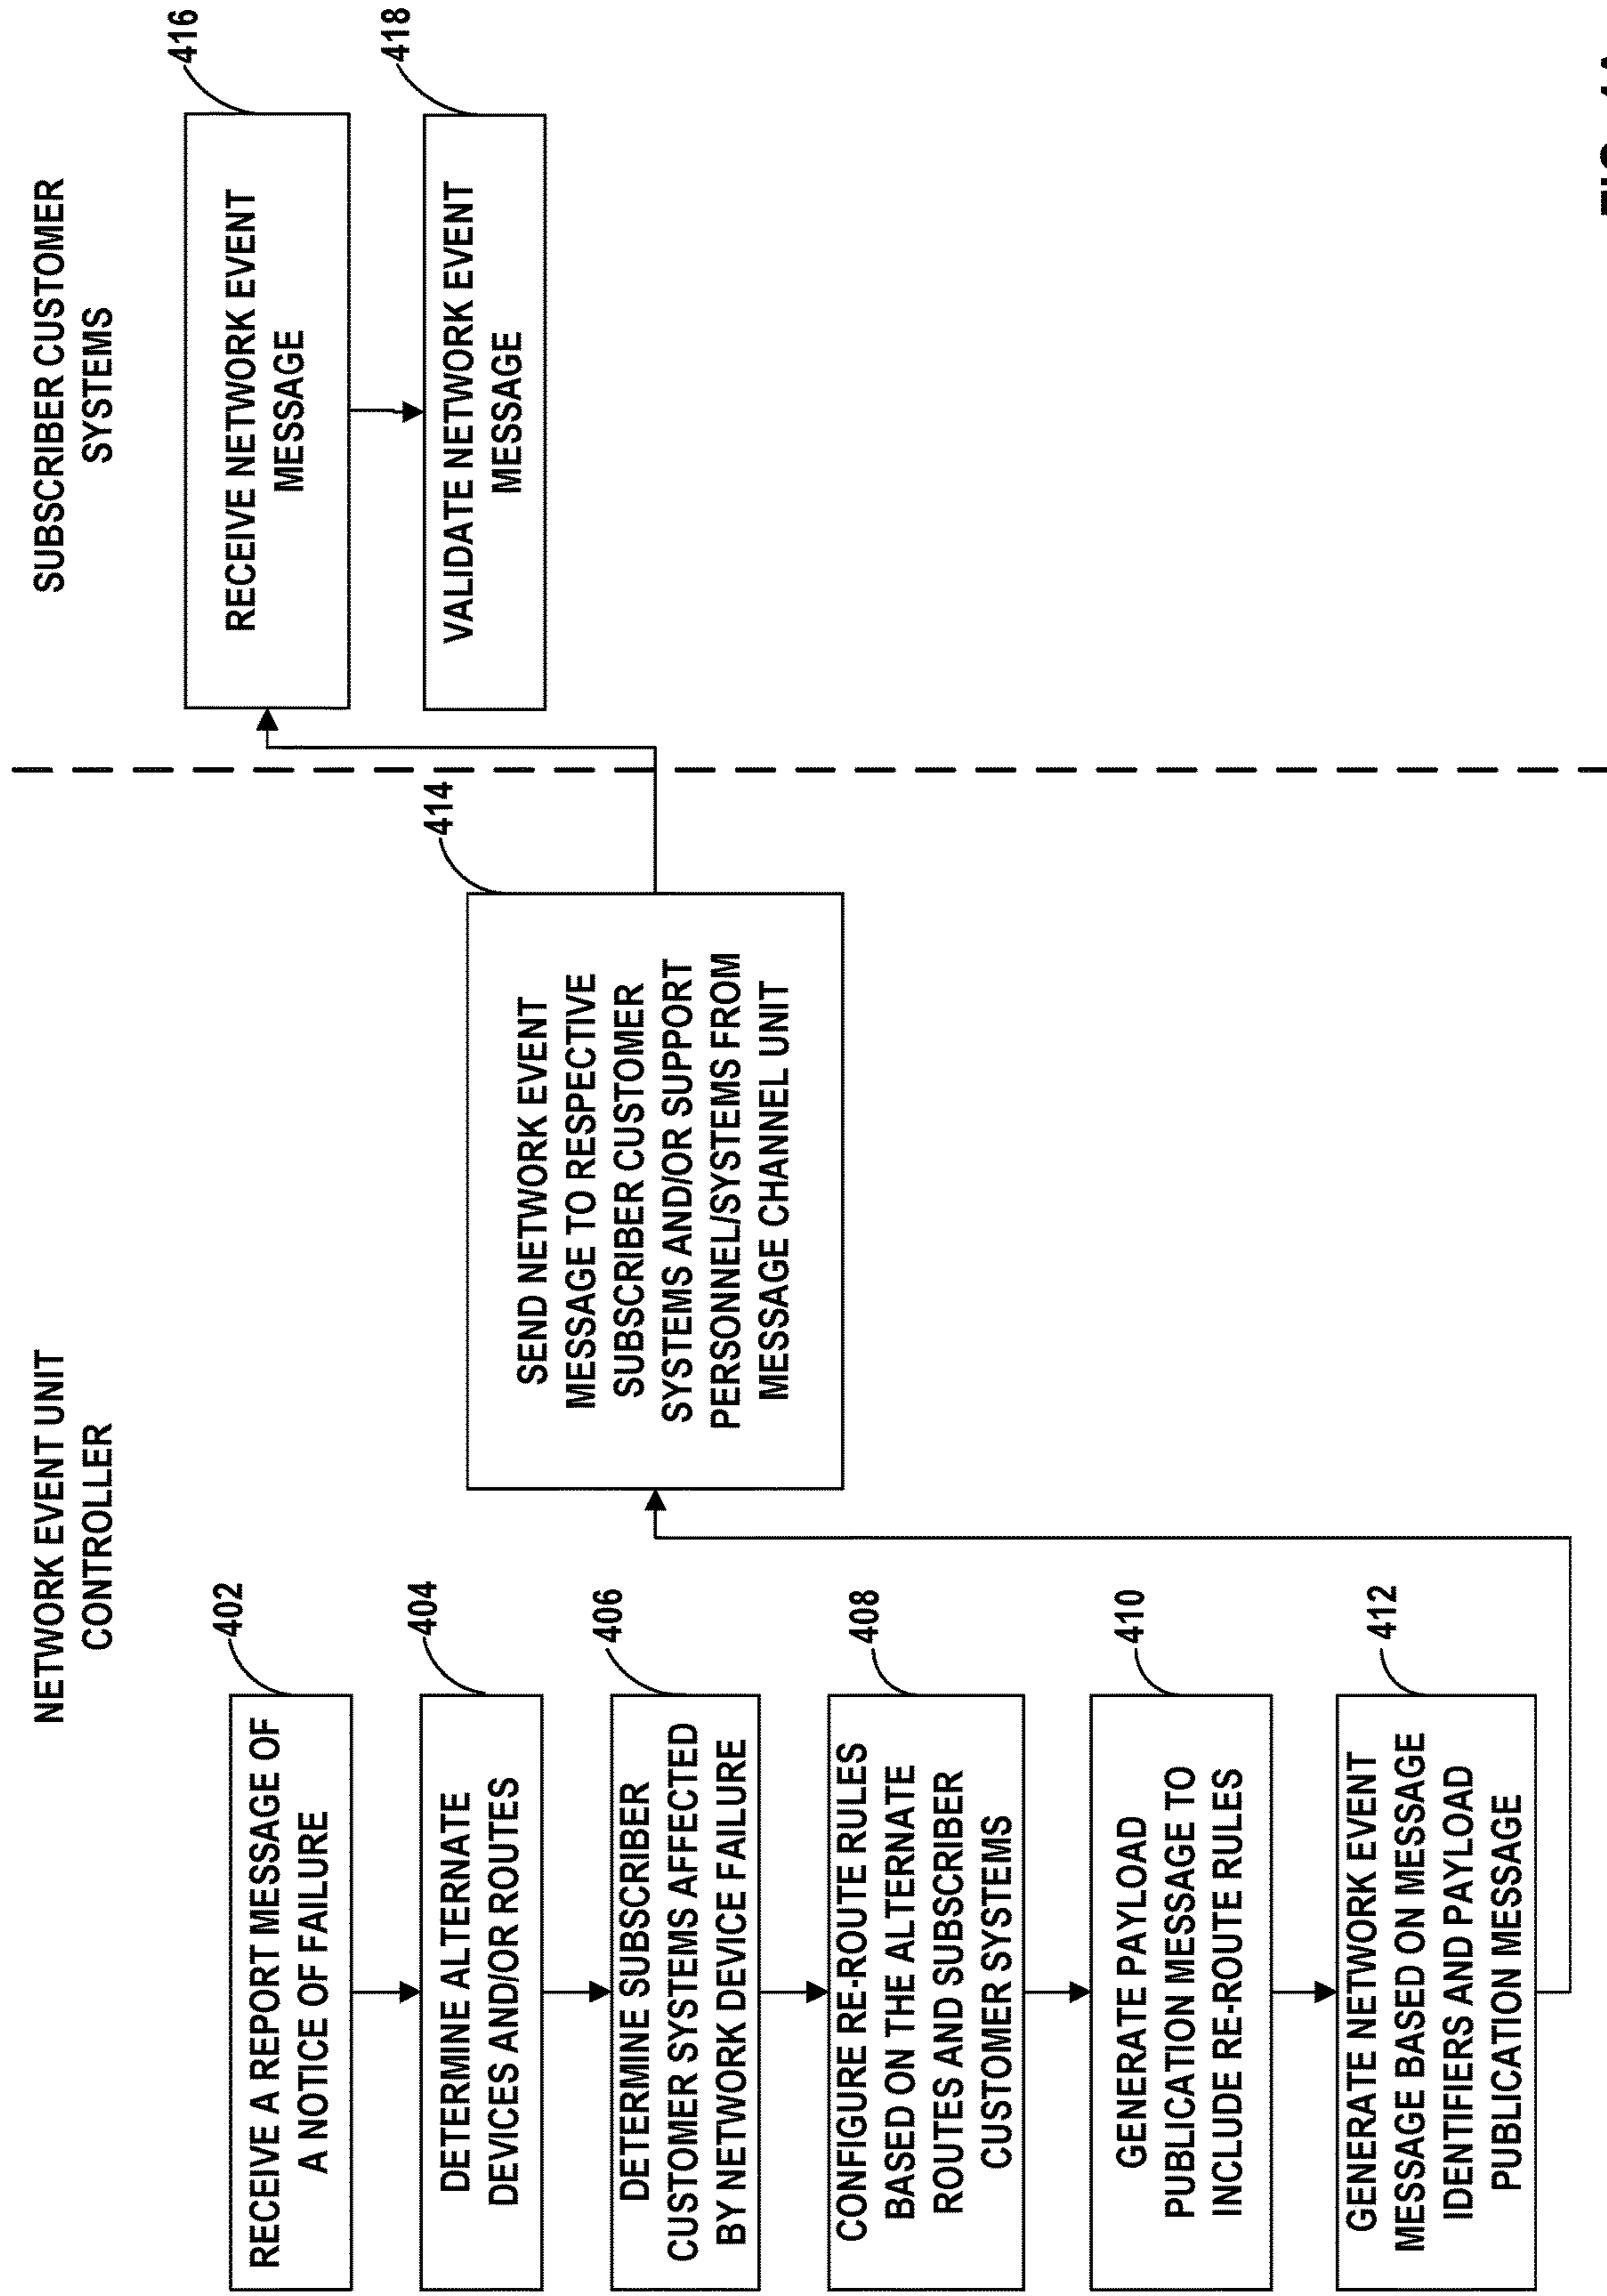 NETWORK EVENT UNIT
CONTROLLER
SUBSCRIBER CUSTOMER
SYSTEMS
402
RECEIVE A REPORT MESSAGE OF
A NOTICE OF FAILURE
404
DETERMINE ALTERNATE
DEVICES AND/OR ROUTES
406
DETERMINE SUBSCRIBER
CUSTOMER SYSTEMS AFFECTED
BY NETWORK DEVICE FAILURE
408
CONFIGURE RE-ROUTE RULES
BASED ON THE ALTERNATE
ROUTES AND SUBSCRIBER
CUSTOMER SYSTEMS
410
GENERATE PAYLOAD
PUBLICATION MESSAGE TO
INCLUDE RE-ROUTE RULES
412
GENERATE NETWORK EVENT
MESSAGE BASED ON MESSAGE
IDENTIFIERS AND PAYLOAD
PUBLICATION MESSAGE
414
SEND NETWORK EVENT
MESSAGE TO RESPECTIVE
SUBSCRIBER CUSTOMER
SYSTEMS AND/OR SUPPORT
PERSONNEL/SYSTEMS FROM
MESSAGE CHANNEL UNIT
416
RECEIVE NETWORK EVENT
MESSAGE
418
VALIDATE NETWORK EVENT
MESSAGE